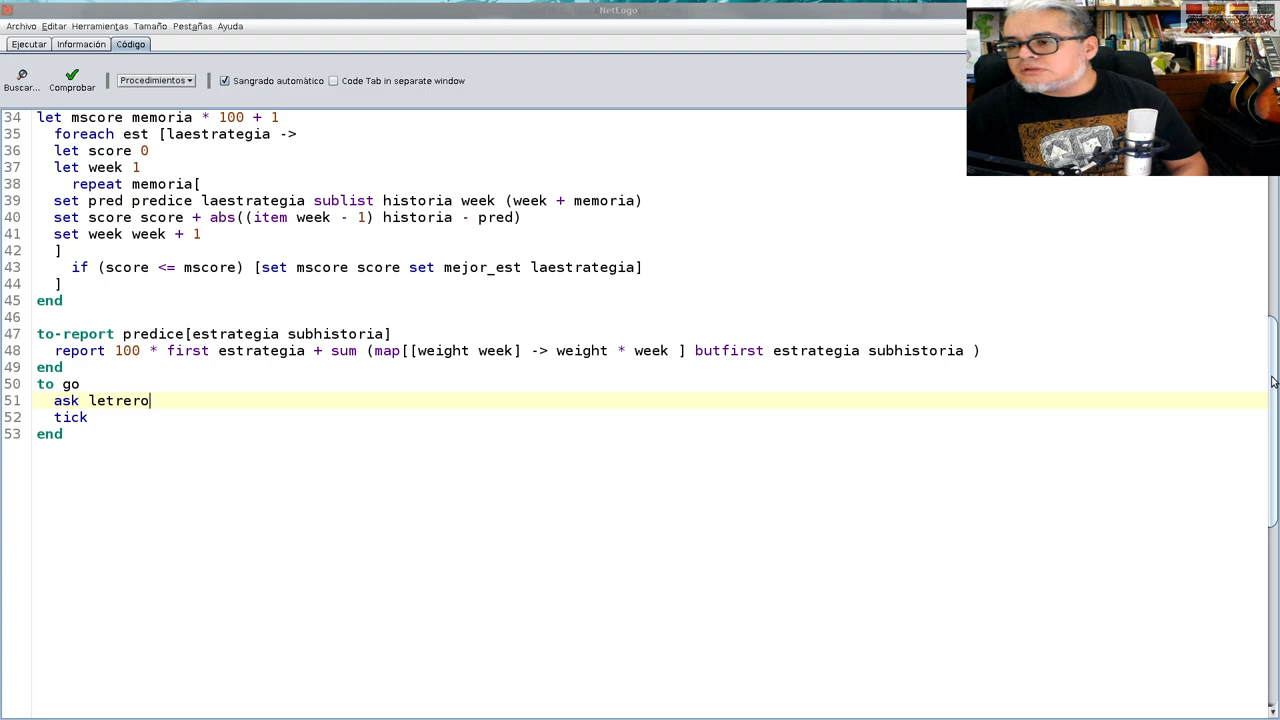 NetLogo
Archivo Editar Herramientas Tamaño Pestañas Ayuda
Ejecutar Información Código
Buscar... Comprobar Procedimientos Sangrado automático Code Tab in separate window
34 let mscore memoria * 100 + 1
35 foreach est [laestrategia ->
36 let score 0
37 let week 1
38 repeat memoria[
39 set pred predice laestrategia sublist historia week (week + memoria)
40 set score score + abs((item week - 1) historia - pred)
41 set week week + 1
42 ]
43 if (score <= mscore) [set mscore score set mejor_est laestrategia]
44 ]
45 end
46
47 to-report predice[estrategia subhistoria]
48 report 100 * first estrategia + sum (map[[weight week] -> weight * week ] butfirst estrategia subhistoria )
49 end
50 to go
51 ask letrero
52 tick
53 end